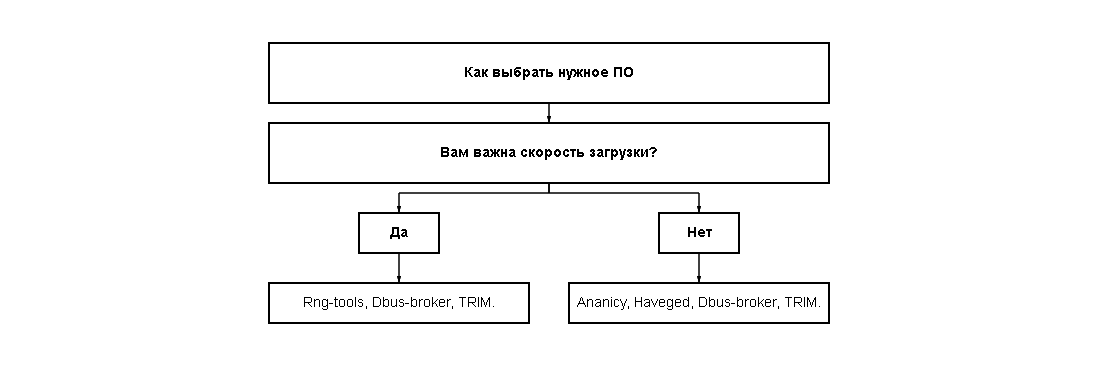 Как выбрать нужное ПО
Вам важна скорость загрузки?
Да
Нет
Rng-tools, Dbus-broker, TRIM.
Ananicy, Haveged, Dbus-broker, TRIM.